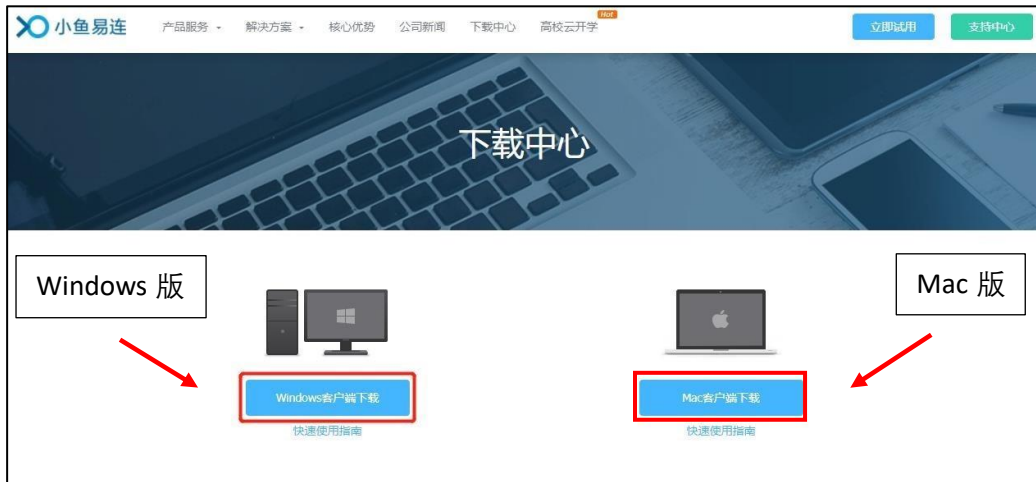 小鱼易连 产品服务 解决方案 核心优势 公司新闻 下载中心 高校云开学 Hot 立即试用 支持中心
下载中心
Windows 版 Mac 版
Windows客户端下载 Mac客户端下载
快速使用指南 快速使用指南